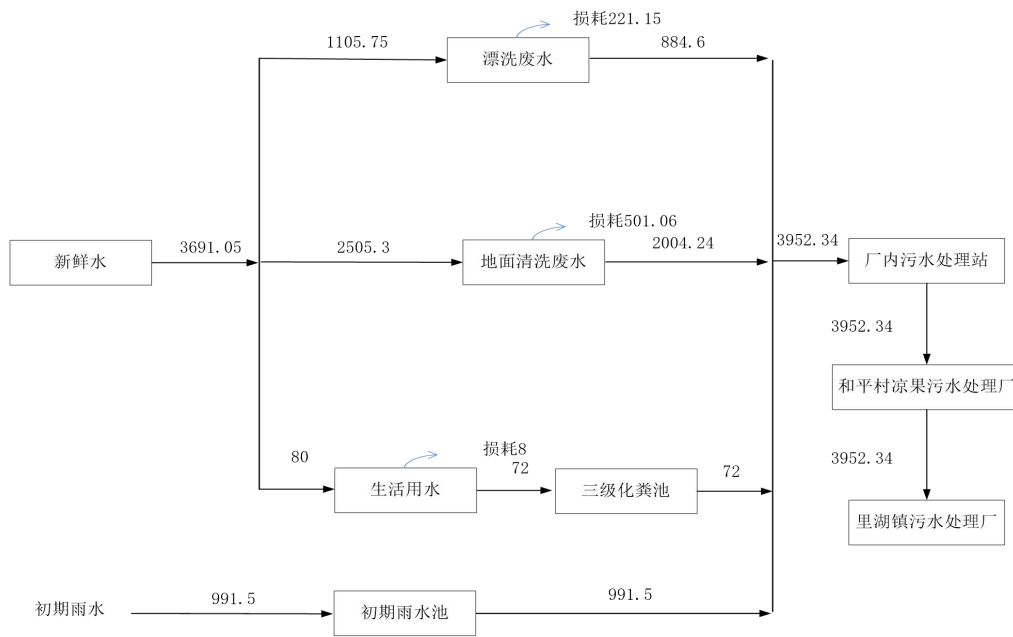 损耗221.15
1105.75
884.6
漂洗废水
损耗501.06
3691.05
2505.3
2004.24
3952.34
新鲜水
地面清洗废水
厂内污水处理站
3952.34
和平村凉果污水处理厂
损耗8
80
72
72
3952.34
生活用水
三级化粪池
里湖镇污水处理厂
991.5
991.5
初期雨水
初期雨水池